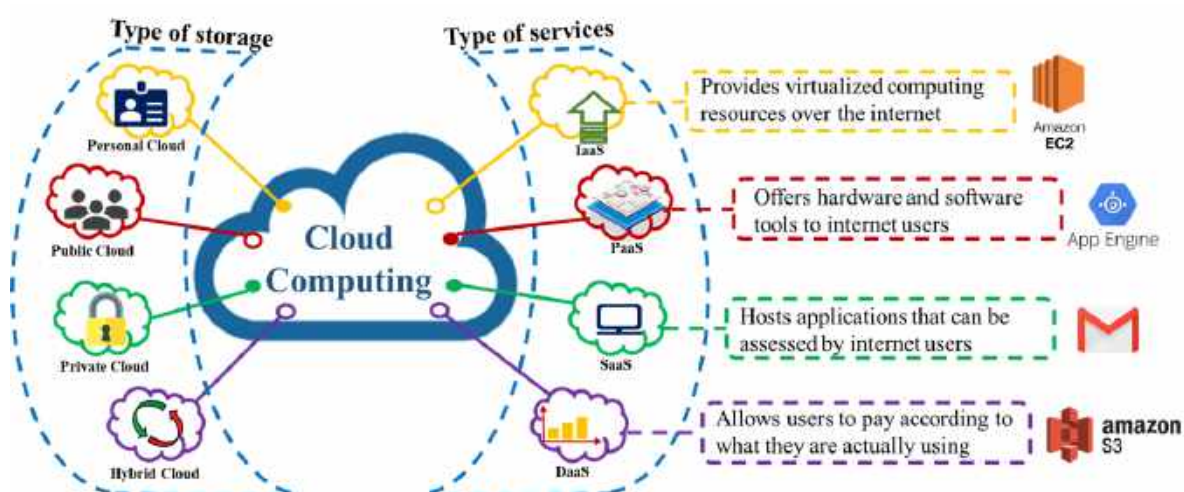 Type of storage
Type of services
Personal Cloud
Public Cloud
Private Cloud
Hybrid Cloud
Cloud
Computing
IaaS
PaaS
SaaS
DaaS
Provides virtualized computing
resources over the internet
Amazon
EC2
Offers hardware and software
tools to internet users
App Engine
Hosts applications that can be
assessed by internet users
Allows users to pay according to
what they are actually using
amazon
S3